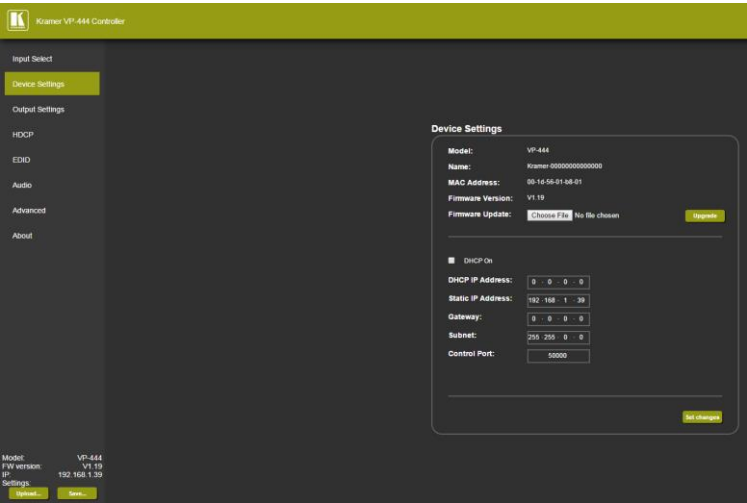 Kramer VP-444 Controller
Input Select
Device Settings
Output Settings
HDCP
EDID
Audio
Advanced
About
Model: VP-444
FW version: V1.19
IP: 192.168.1.39
Settings:
Upload... Save...
Device Settings
Model: VP-444
Name: Kramer-00000000000000
MAC Address: 00-1d-56-01-b8-01
Firmware Version: V1.19
Firmware Update: Choose File No file chosen Upgrade
DHCP On
DHCP IP Address: 0 . 0 . 0 . 0
Static IP Address: 192 . 168 . 1 . 39
Gateway: 0 . 0 . 0 . 0
Subnet: 255 . 255 . 0 . 0
Control Port: 50000
Set changes